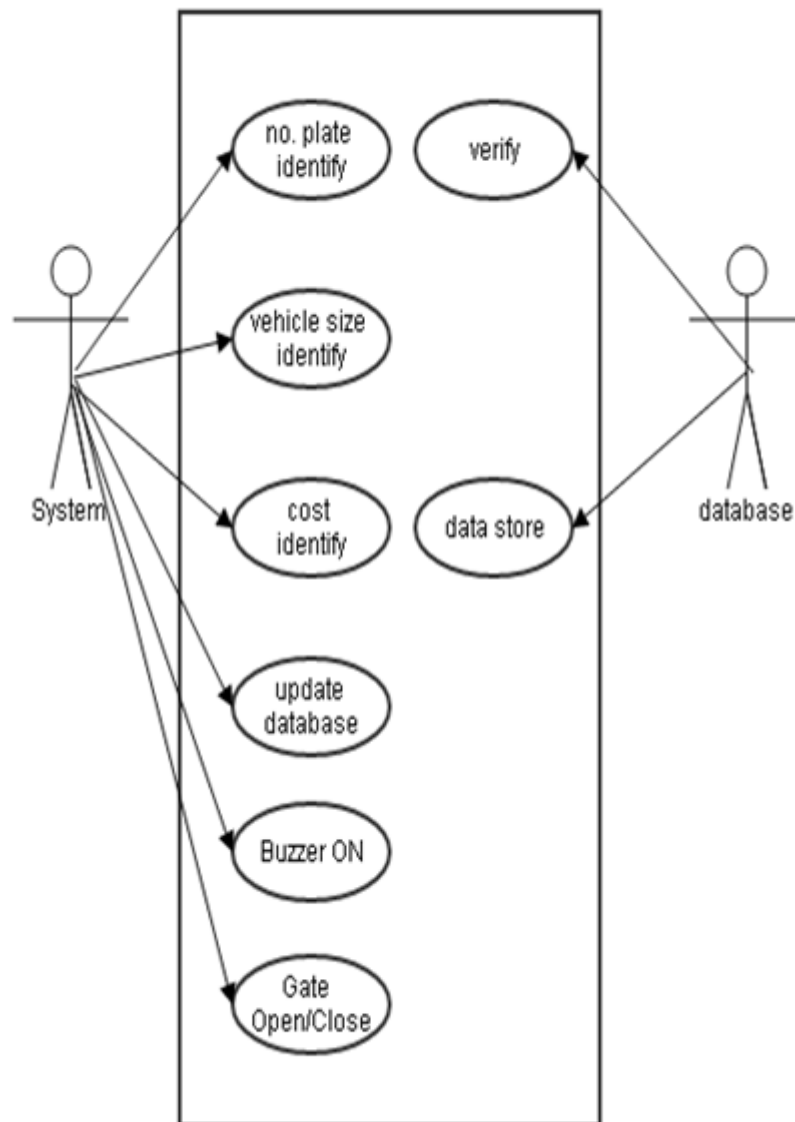 no. plate
identify
verify
vehicle size
identify
System
cost
identify
data store
database
update
database
Buzzer ON
Gate
Open/Close